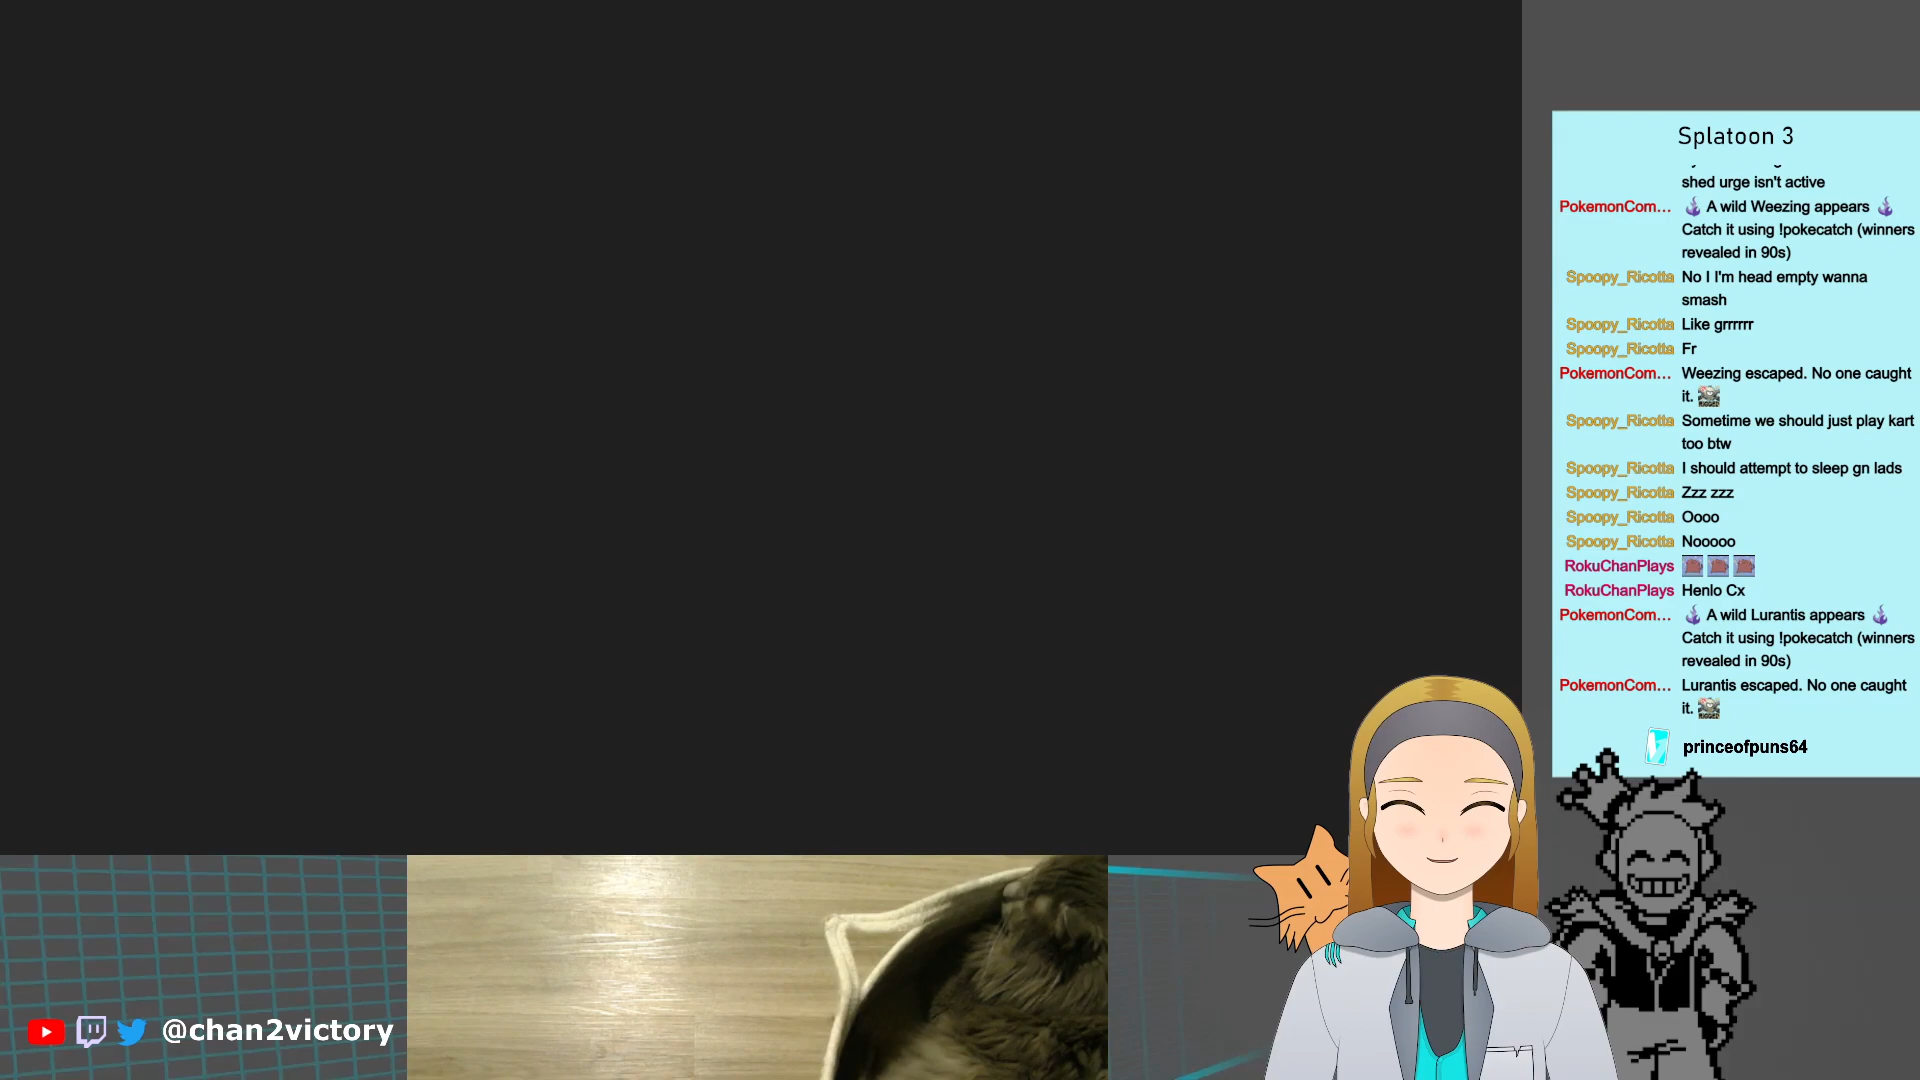 Splatoon 3
shed urge isn't active
PokemonCom... A wild Weezing appears
Catch it using !pokecatch (winners
revealed in 90s)
Spoopy_Ricotta No I I'm head empty wanna
smash
Spoopy_Ricotta Like grrrrrr
Spoopy_Ricotta Fr
PokemonCom... Weezing escaped. No one caught
it.
Spoopy_Ricotta Sometime we should just play kart
too btw
Spoopy_Ricotta I should attempt to sleep gn lads
Spoopy_Ricotta Zzz zzz
Spoopy_Ricotta Oooo
Spoopy_Ricotta Nooooo
RokuChanPlays
RokuChanPlays Henlo Cx
PokemonCom... A wild Lurantis appears
Catch it using !pokecatch (winners
revealed in 90s)
PokemonCom... Lurantis escaped. No one caught
it.
princeofpuns64
@chan2victory